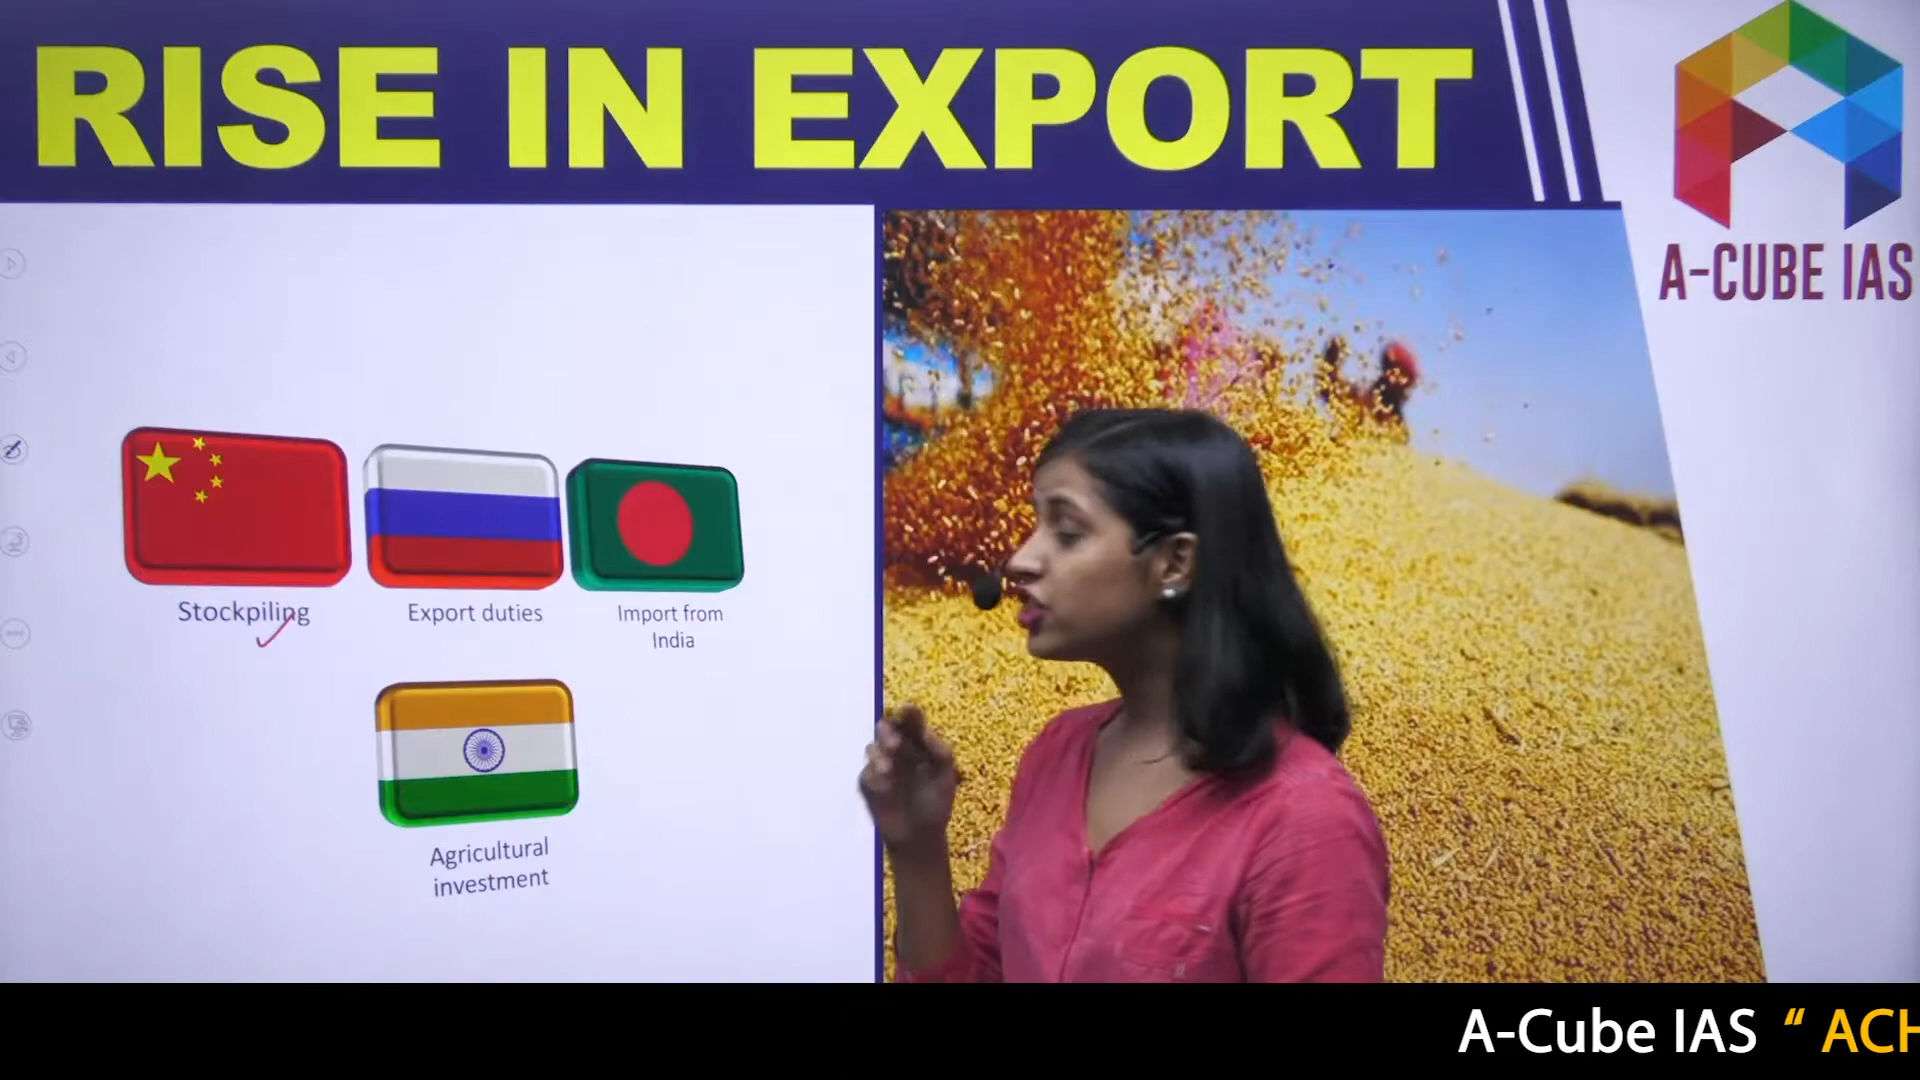 RISE IN EXPORT
A-CUBE IAS
Stockpiling
Export duties
Import from
India
Agricultural
investment
A-Cube IAS “ ACH